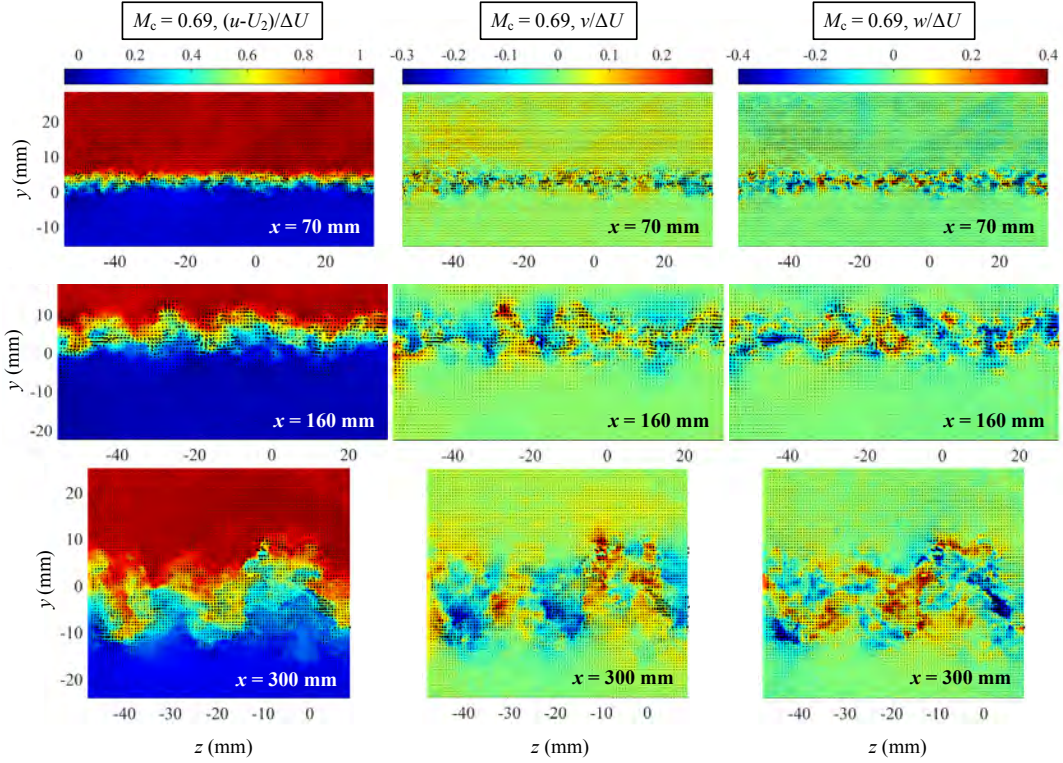 M_c = 0.69, (u-U_2)/ΔU
M_c = 0.69, v/ΔU
M_c = 0.69, w/ΔU
0 0.2 0.4 0.6 0.8 1
-0.3 -0.2 -0.1 0 0.1 0.2
-0.4 -0.2 0 0.2 0.4
20
10
0
-10
y (mm)
x = 70 mm
x = 70 mm
x = 70 mm
-40 -20 0 20
-40 -20 0 20
-40 -20 0 20
10
0
-10
-20
y (mm)
x = 160 mm
x = 160 mm
x = 160 mm
-40 -20 0 20
-40 -20 0 20
-40 -20 0 20
20
10
0
-10
-20
y (mm)
x = 300 mm
x = 300 mm
x = 300 mm
-40 -30 -20 -10 0
-40 -30 -20 -10 0
-40 -30 -20 -10 0
z (mm)
z (mm)
z (mm)